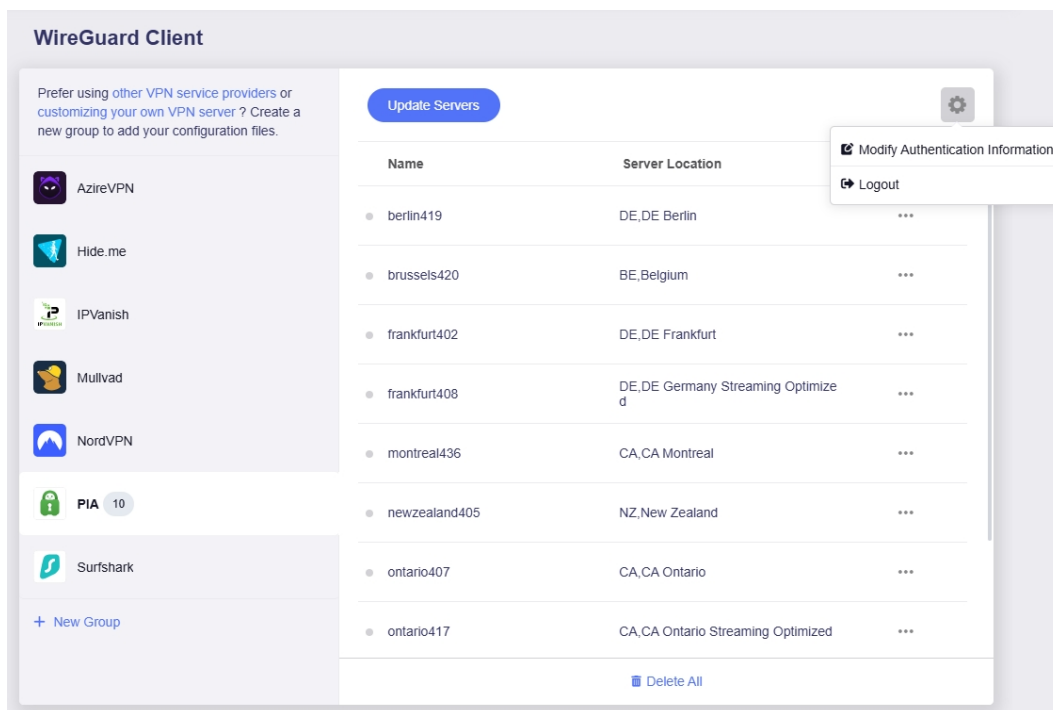 WireGuard Client
Prefer using other VPN service providers or
customizing your own VPN server ? Create a
new group to add your configuration files.
AzireVPN
Hide.me
IPVanish
IPVanish
Mullvad
NordVPN
PIA 10
Surfshark
+ New Group
Update Servers
Modify Authentication Information
Logout
Name Server Location
berlin419 DE,DE Berlin
brussels420 BE,Belgium
frankfurt402 DE,DE Frankfurt
frankfurt408 DE,DE Germany Streaming Optimize
d
montreal436 CA,CA Montreal
newzealand405 NZ,New Zealand
ontario407 CA,CA Ontario
ontario417 CA,CA Ontario Streaming Optimized
Delete All